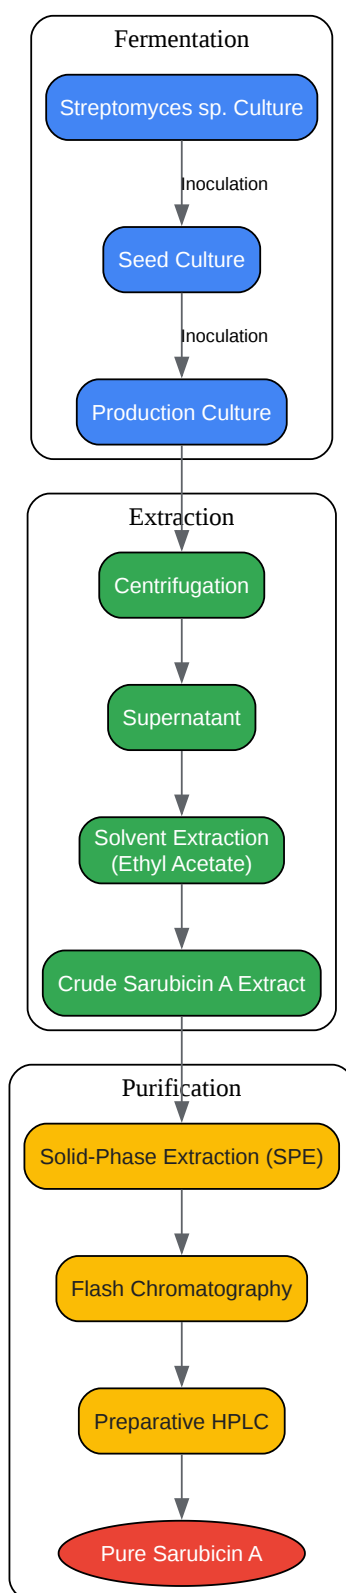 Fermentation
Streptomyces sp. Culture
Inoculation
Seed Culture
Inoculation
Production Culture
Extraction
Centrifugation
Supernatant
Solvent Extraction
(Ethyl Acetate)
Crude Sarubicin A Extract
Purification
Solid-Phase Extraction (SPE)
Flash Chromatography
Preparative HPLC
Pure Sarubicin A